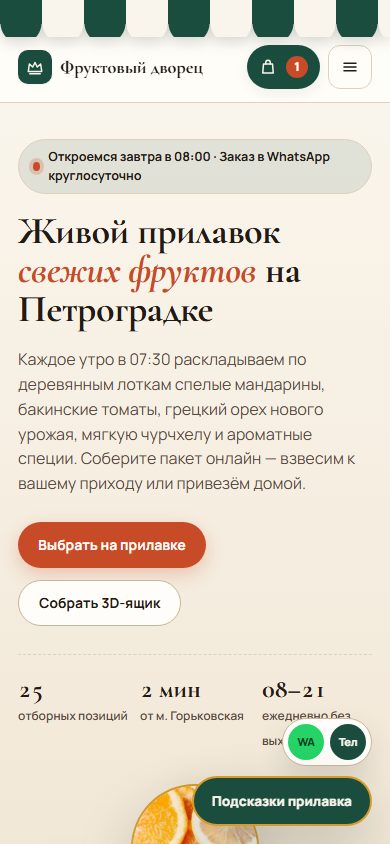 Фруктовый дворец
1
Откроемся завтра в 08:00 · Заказ в WhatsApp
круглосуточно
Живой прилавок
свежих фруктов на
Петроградке
Каждое утро в 07:30 раскладываем по
деревянным лоткам спелые мандарины,
бакинские томаты, грецкий орех нового
урожая, мягкую чурчхелу и ароматные
специи. Соберите пакет онлайн — взвесим к
вашему приходу или привезём домой.
Выбрать на прилавке
Собрать 3D-ящик
25
отборных позиций
2 мин
от м. Горьковская
08–21
ежедневно без
WA
Тел
Подсказки прилавка